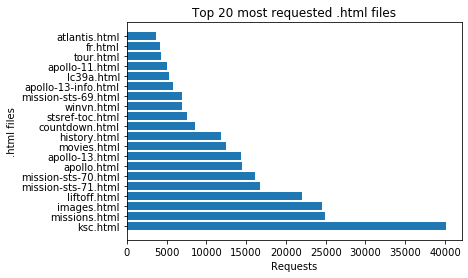 Top 20 most requested .html files
atlantis.html
fr.html
tour.html
apollo-11.html
lc39a.html
apollo-13-info.html
mission-sts-69.html
winvn.html
stsref-toc.html
countdown.html
history.html
movies.html
apollo-13.html
apollo.html
mission-sts-70.html
mission-sts-71.html
liftoff.html
images.html
missions.html
ksc.html
.html files
0 5000 10000 15000 20000 25000 30000 35000 40000
Requests